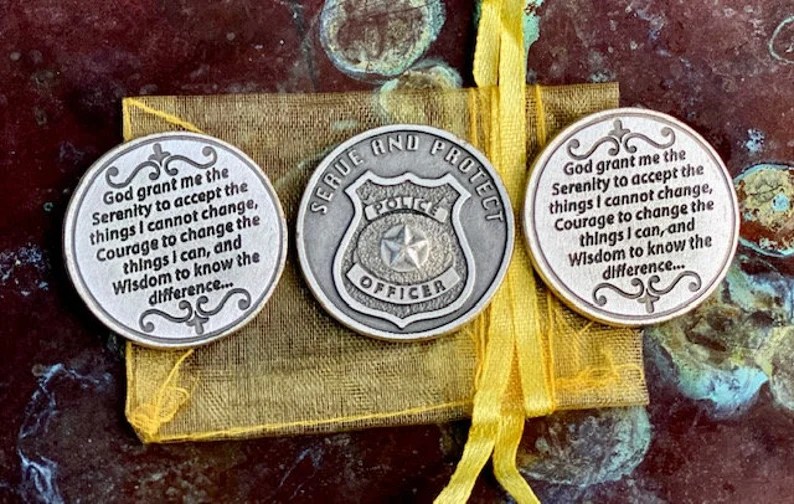 God grant me the
Serenity to accept the
things I cannot change,
Courage to change the
things I can, and
Wisdom to know the
difference...
SERVE AND PROTECT
POLICE
OFFICER
God grant me the
Serenity to accept the
things I cannot change,
Courage to change the
things I can, and
Wisdom to know the
difference...